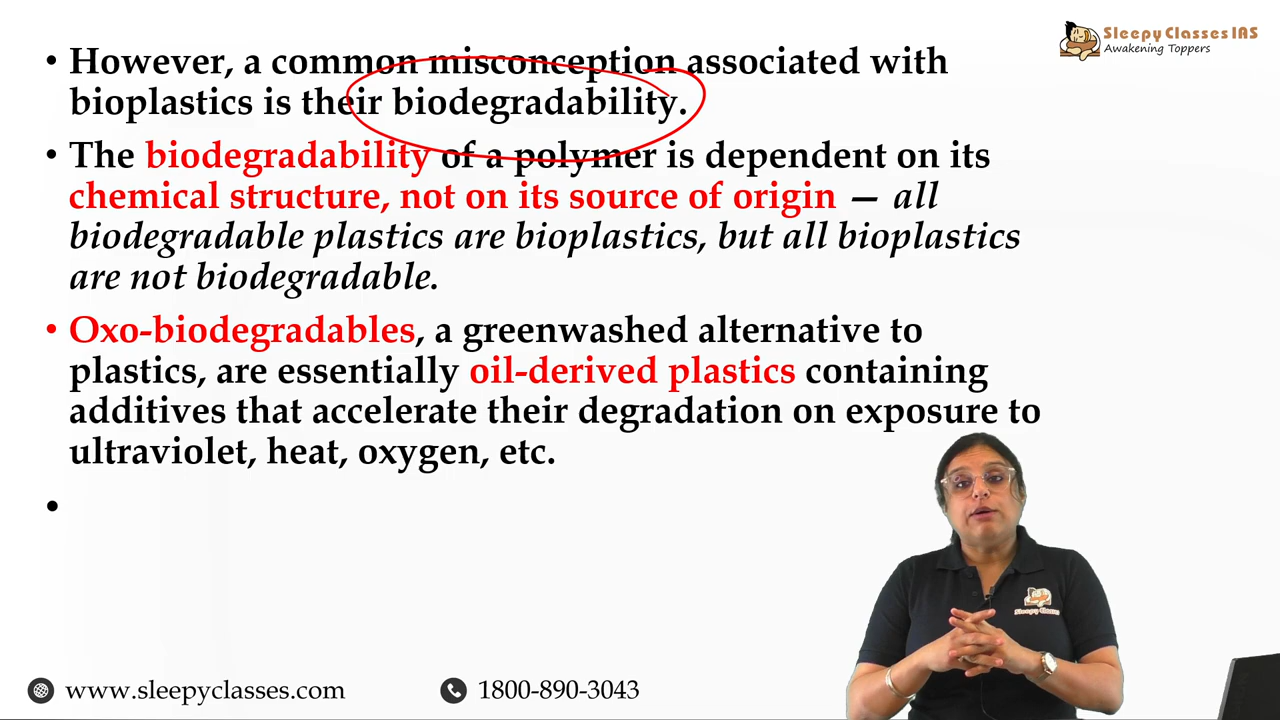 Sleepy Classes IAS
Awakening Toppers
• However, a common misconception associated with
bioplastics is their biodegradability.
• The biodegradability of a polymer is dependent on its
chemical structure, not on its source of origin — all
biodegradable plastics are bioplastics, but all bioplastics
are not biodegradable.
• Oxo-biodegradables, a greenwashed alternative to
plastics, are essentially oil-derived plastics containing
additives that accelerate their degradation on exposure to
ultraviolet, heat, oxygen, etc.
•
Sleepy Classes
www.sleepyclasses.com
1800-890-3043